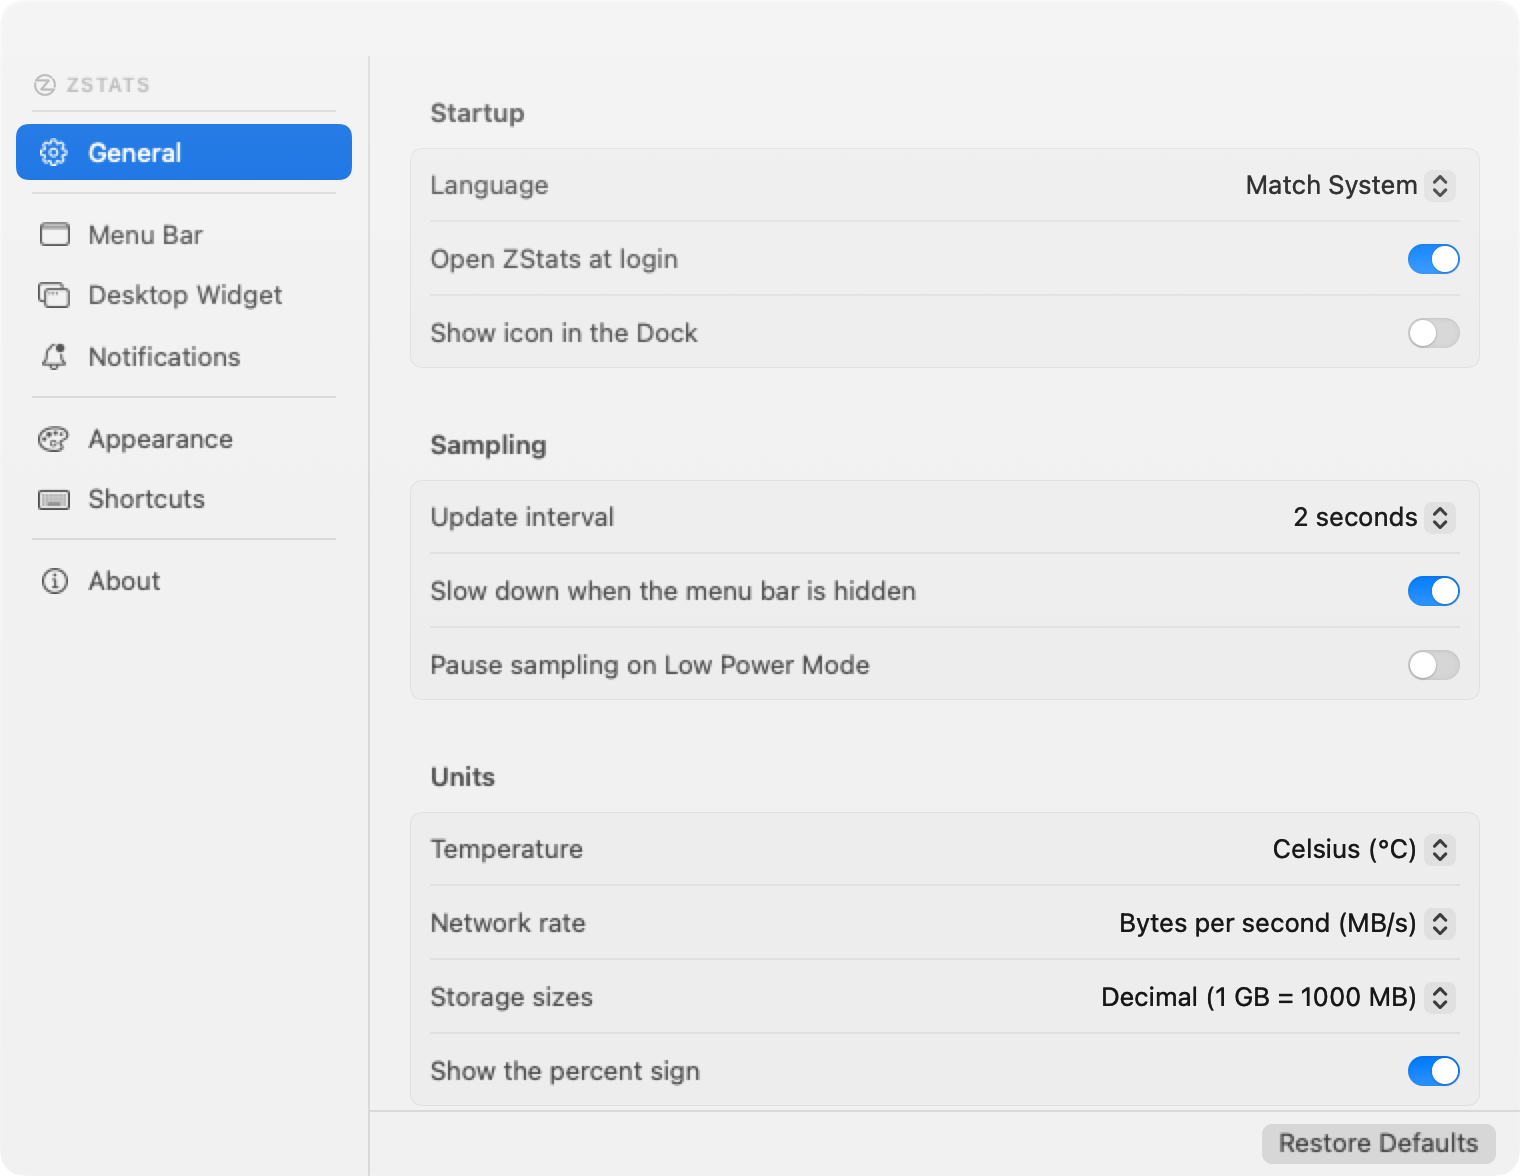 ZSTATS
General
Menu Bar
Desktop Widget
Notifications
Appearance
Shortcuts
About
Startup
Language Match System
Open ZStats at login
Show icon in the Dock
Sampling
Update interval 2 seconds
Slow down when the menu bar is hidden
Pause sampling on Low Power Mode
Units
Temperature Celsius (°C)
Network rate Bytes per second (MB/s)
Storage sizes Decimal (1 GB = 1000 MB)
Show the percent sign
Restore Defaults